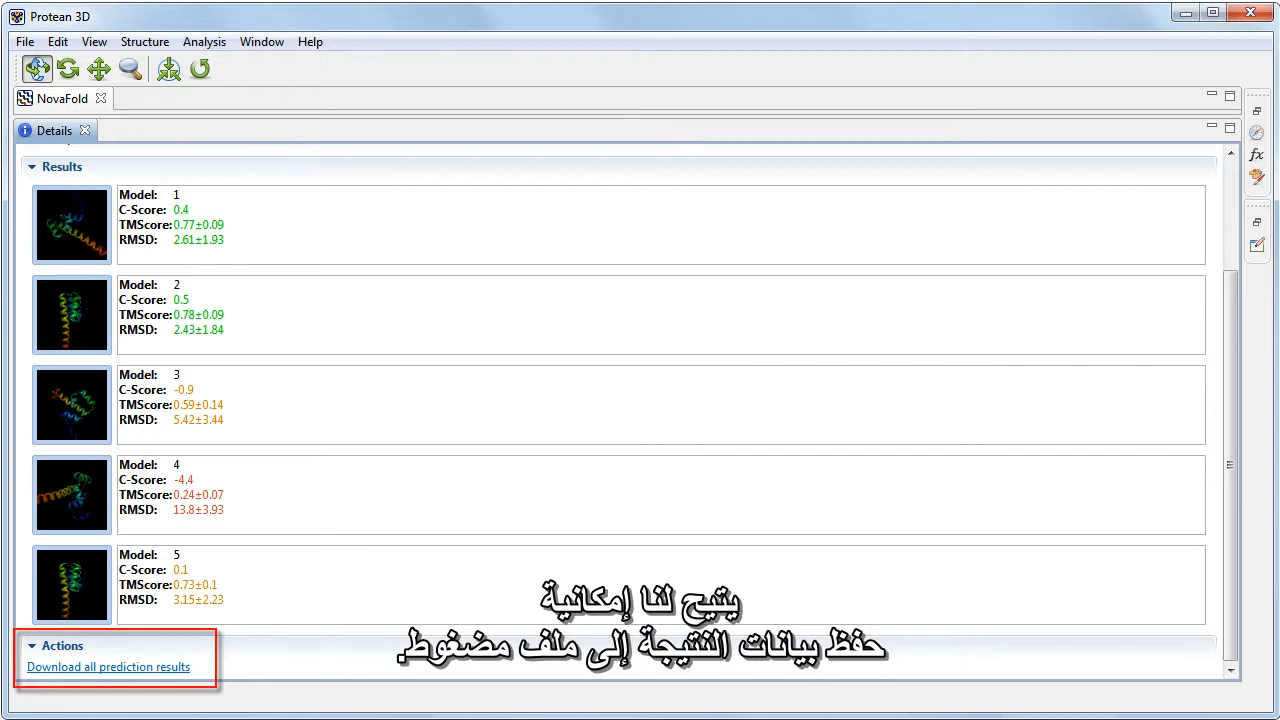 Protean 3D
File Edit View Structure Analysis Window Help
NovaFold
Details
Results
Model: 1
C-Score: 0.4
TMScore: 0.77±0.09
RMSD: 2.61±1.93
Model: 2
C-Score: 0.5
TMScore: 0.78±0.09
RMSD: 2.43±1.84
Model: 3
C-Score: -0.9
TMScore: 0.59±0.14
RMSD: 5.42±3.44
Model: 4
C-Score: -4.4
TMScore: 0.24±0.07
RMSD: 13.8±3.93
Model: 5
C-Score: 0.1
TMScore: 0.73±0.1
RMSD: 3.15±2.23
يتيح لنا إمكانية
حفظ بيانات النتيجة إلى ملف مضغوط.
Actions
Download all prediction results
fx